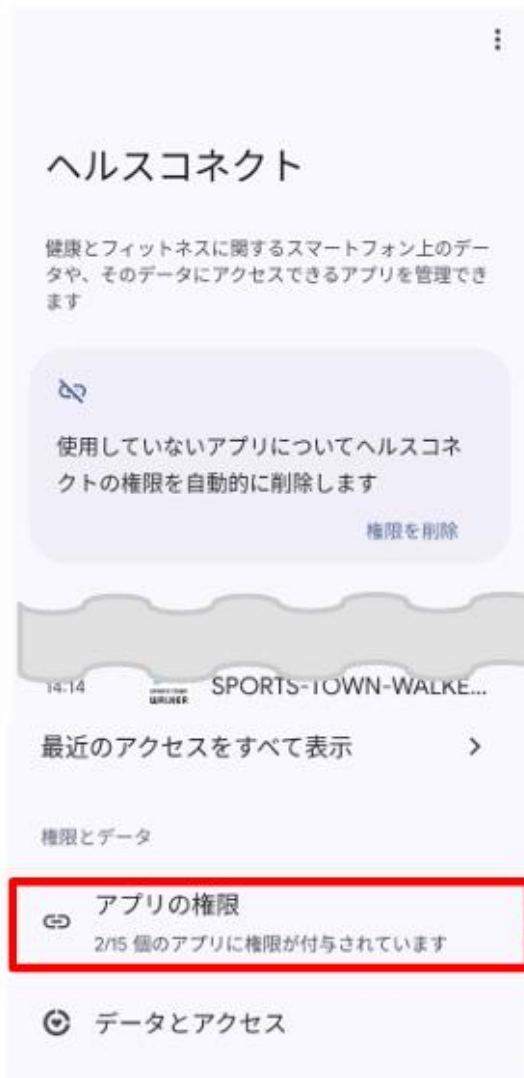 ヘルスコネクト
健康とフィットネスに関するスマートフォン上のデー
タや、そのデータにアクセスできるアプリを管理でき
ます
使用していないアプリについてヘルスコネ
クトの権限を自動的に削除します
権限を削除
14:14 SPORTS-TOWN-WALKE...
最近のアクセスをすべて表示
権限とデータ
アプリの権限
2/15 個のアプリに権限が付与されています
データとアクセス